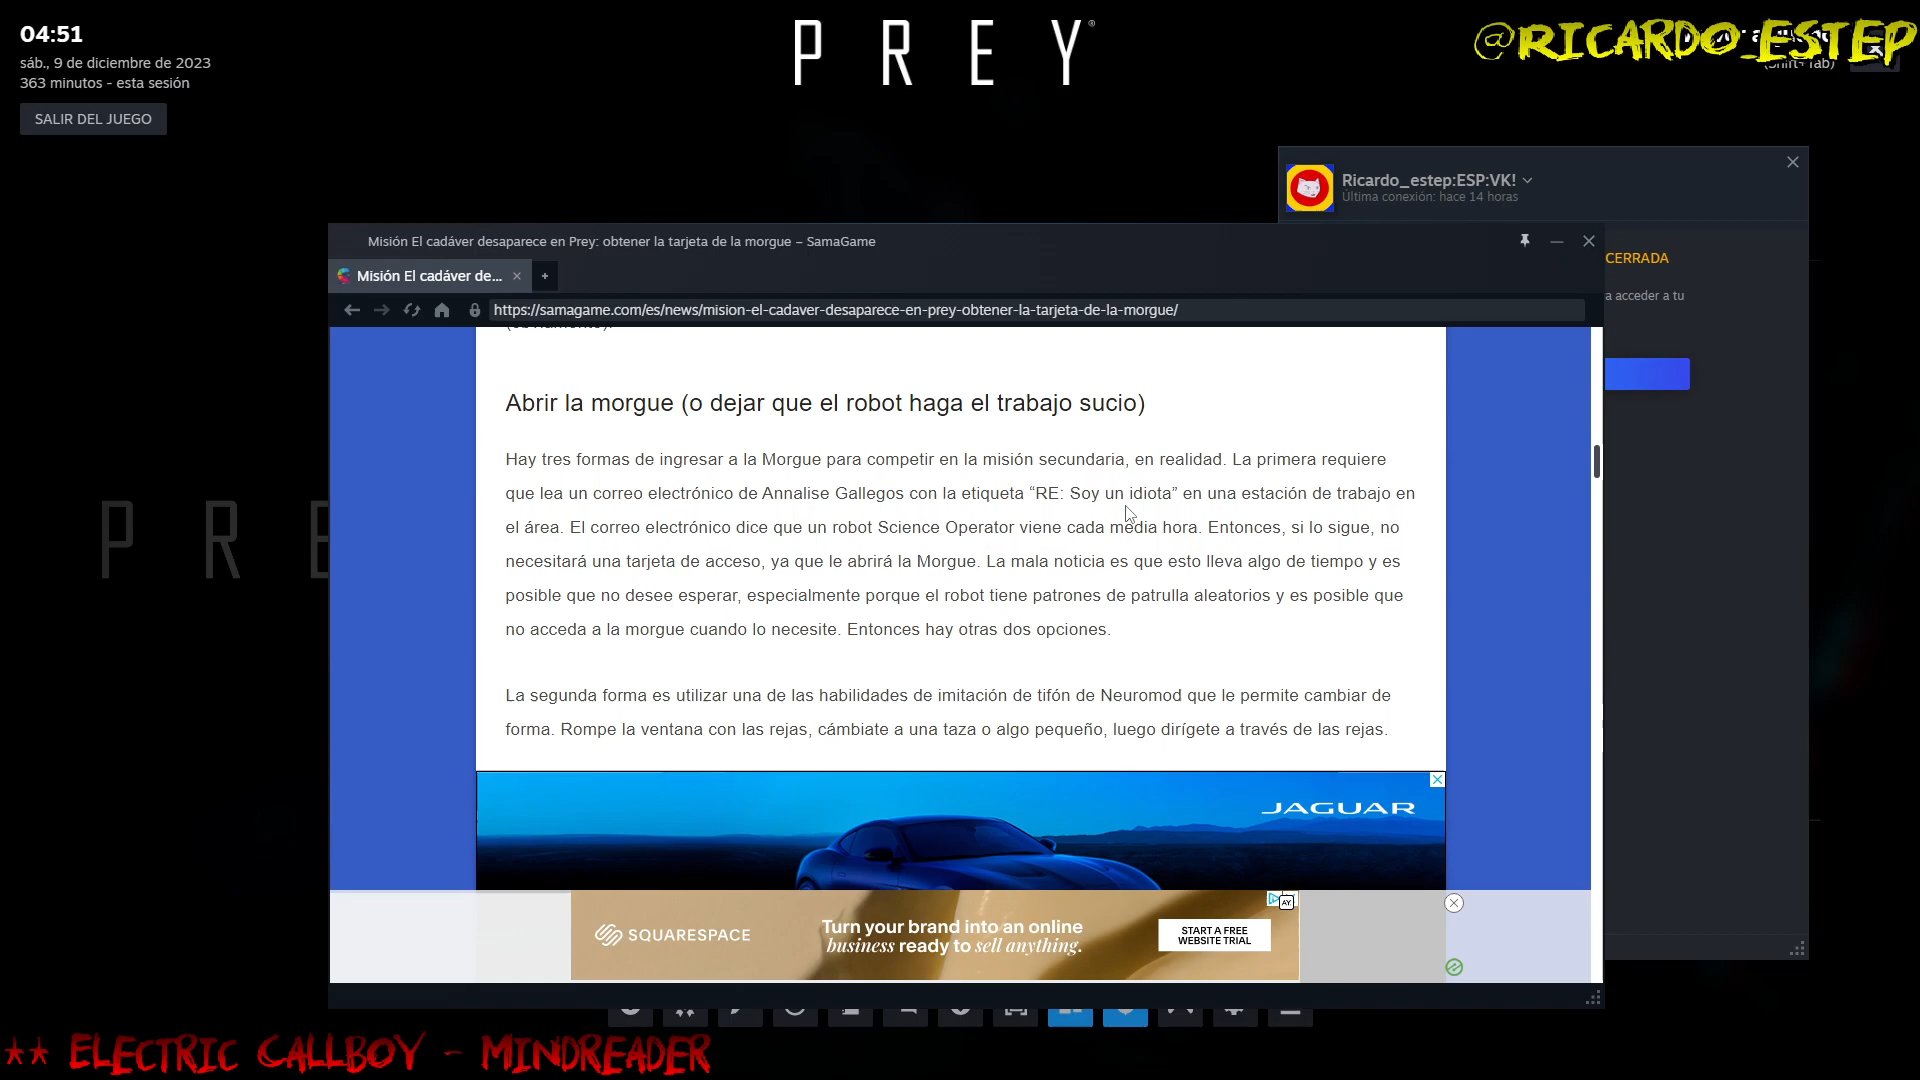 04:51
sáb., 9 de diciembre de 2023
363 minutos - esta sesión
SALIR DEL JUEGO
PREY®
@RICARDO_ESTEP
(Shift+Tab)
Ricardo_estep:ESP:VK!
Última conexión: hace 14 horas
CERRADA
a acceder a tu
Misión El cadáver desaparece en Prey: obtener la tarjeta de la morgue – SamaGame
Misión El cadáver de...
https://samagame.com/es/news/mision-el-cadaver-desaparece-en-prey-obtener-la-tarjeta-de-la-morgue/
Abrir la morgue (o dejar que el robot haga el trabajo sucio)
Hay tres formas de ingresar a la Morgue para competir en la misión secundaria, en realidad. La primera requiere
que lea un correo electrónico de Annalise Gallegos con la etiqueta “RE: Soy un idiota” en una estación de trabajo en
el área. El correo electrónico dice que un robot Science Operator viene cada media hora. Entonces, si lo sigue, no
necesitará una tarjeta de acceso, ya que le abrirá la Morgue. La mala noticia es que esto lleva algo de tiempo y es
posible que no desee esperar, especialmente porque el robot tiene patrones de patrulla aleatorios y es posible que
no acceda a la morgue cuando lo necesite. Entonces hay otras dos opciones.
La segunda forma es utilizar una de las habilidades de imitación de tifón de Neuromod que le permite cambiar de
forma. Rompe la ventana con las rejas, cámbiate a una taza o algo pequeño, luego dirígete a través de las rejas.
PRE
JAGUAR
SQUARESPACE
Turn your brand into an online
business ready to sell anything.
START A FREE
WEBSITE TRIAL
** ELECTRIC CALLBOY - MINDREADER